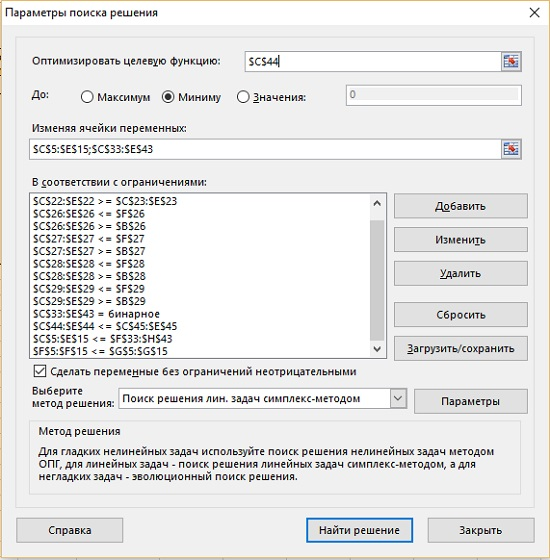 Параметры поиска решения
Оптимизировать целевую функцию:
$C$44
До:
Максимум
Миниму
Значения:
0
Изменяя ячейки переменных:
$C$5:$E$15;$C$33:$E$43
В соответствии с ограничениями:
$C$22:$E$22 >= $C$23:$E$23
$C$26:$E$26 <= $F$26
$C$26:$E$26 >= $B$26
$C$27:$E$27 <= $F$27
$C$27:$E$27 >= $B$27
$C$28:$E$28 <= $F$28
$C$28:$E$28 >= $B$28
$C$29:$E$29 <= $F$29
$C$29:$E$29 >= $B$29
$C$33:$E$43 = бинарное
$C$44:$E$44 <= $C$45:$E$45
$C$5:$E$15 <= $F$33:$H$43
$F$5:$F$15 <= $G$5:$G$15
Добавить
Изменить
Удалить
Сбросить
Загрузить/сохранить
Сделать переменные без ограничений неотрицательными
Выберите
метод решения:
Поиск решения лин. задач симплекс-методом
Параметры
Метод решения
Для гладких нелинейных задач используйте поиск решения нелинейных задач методом
ОПГ, для линейных задач - поиск решения линейных задач симплекс-методом, а для
негладких задач - эволюционный поиск решения.
Справка
Найти решение
Закрыть